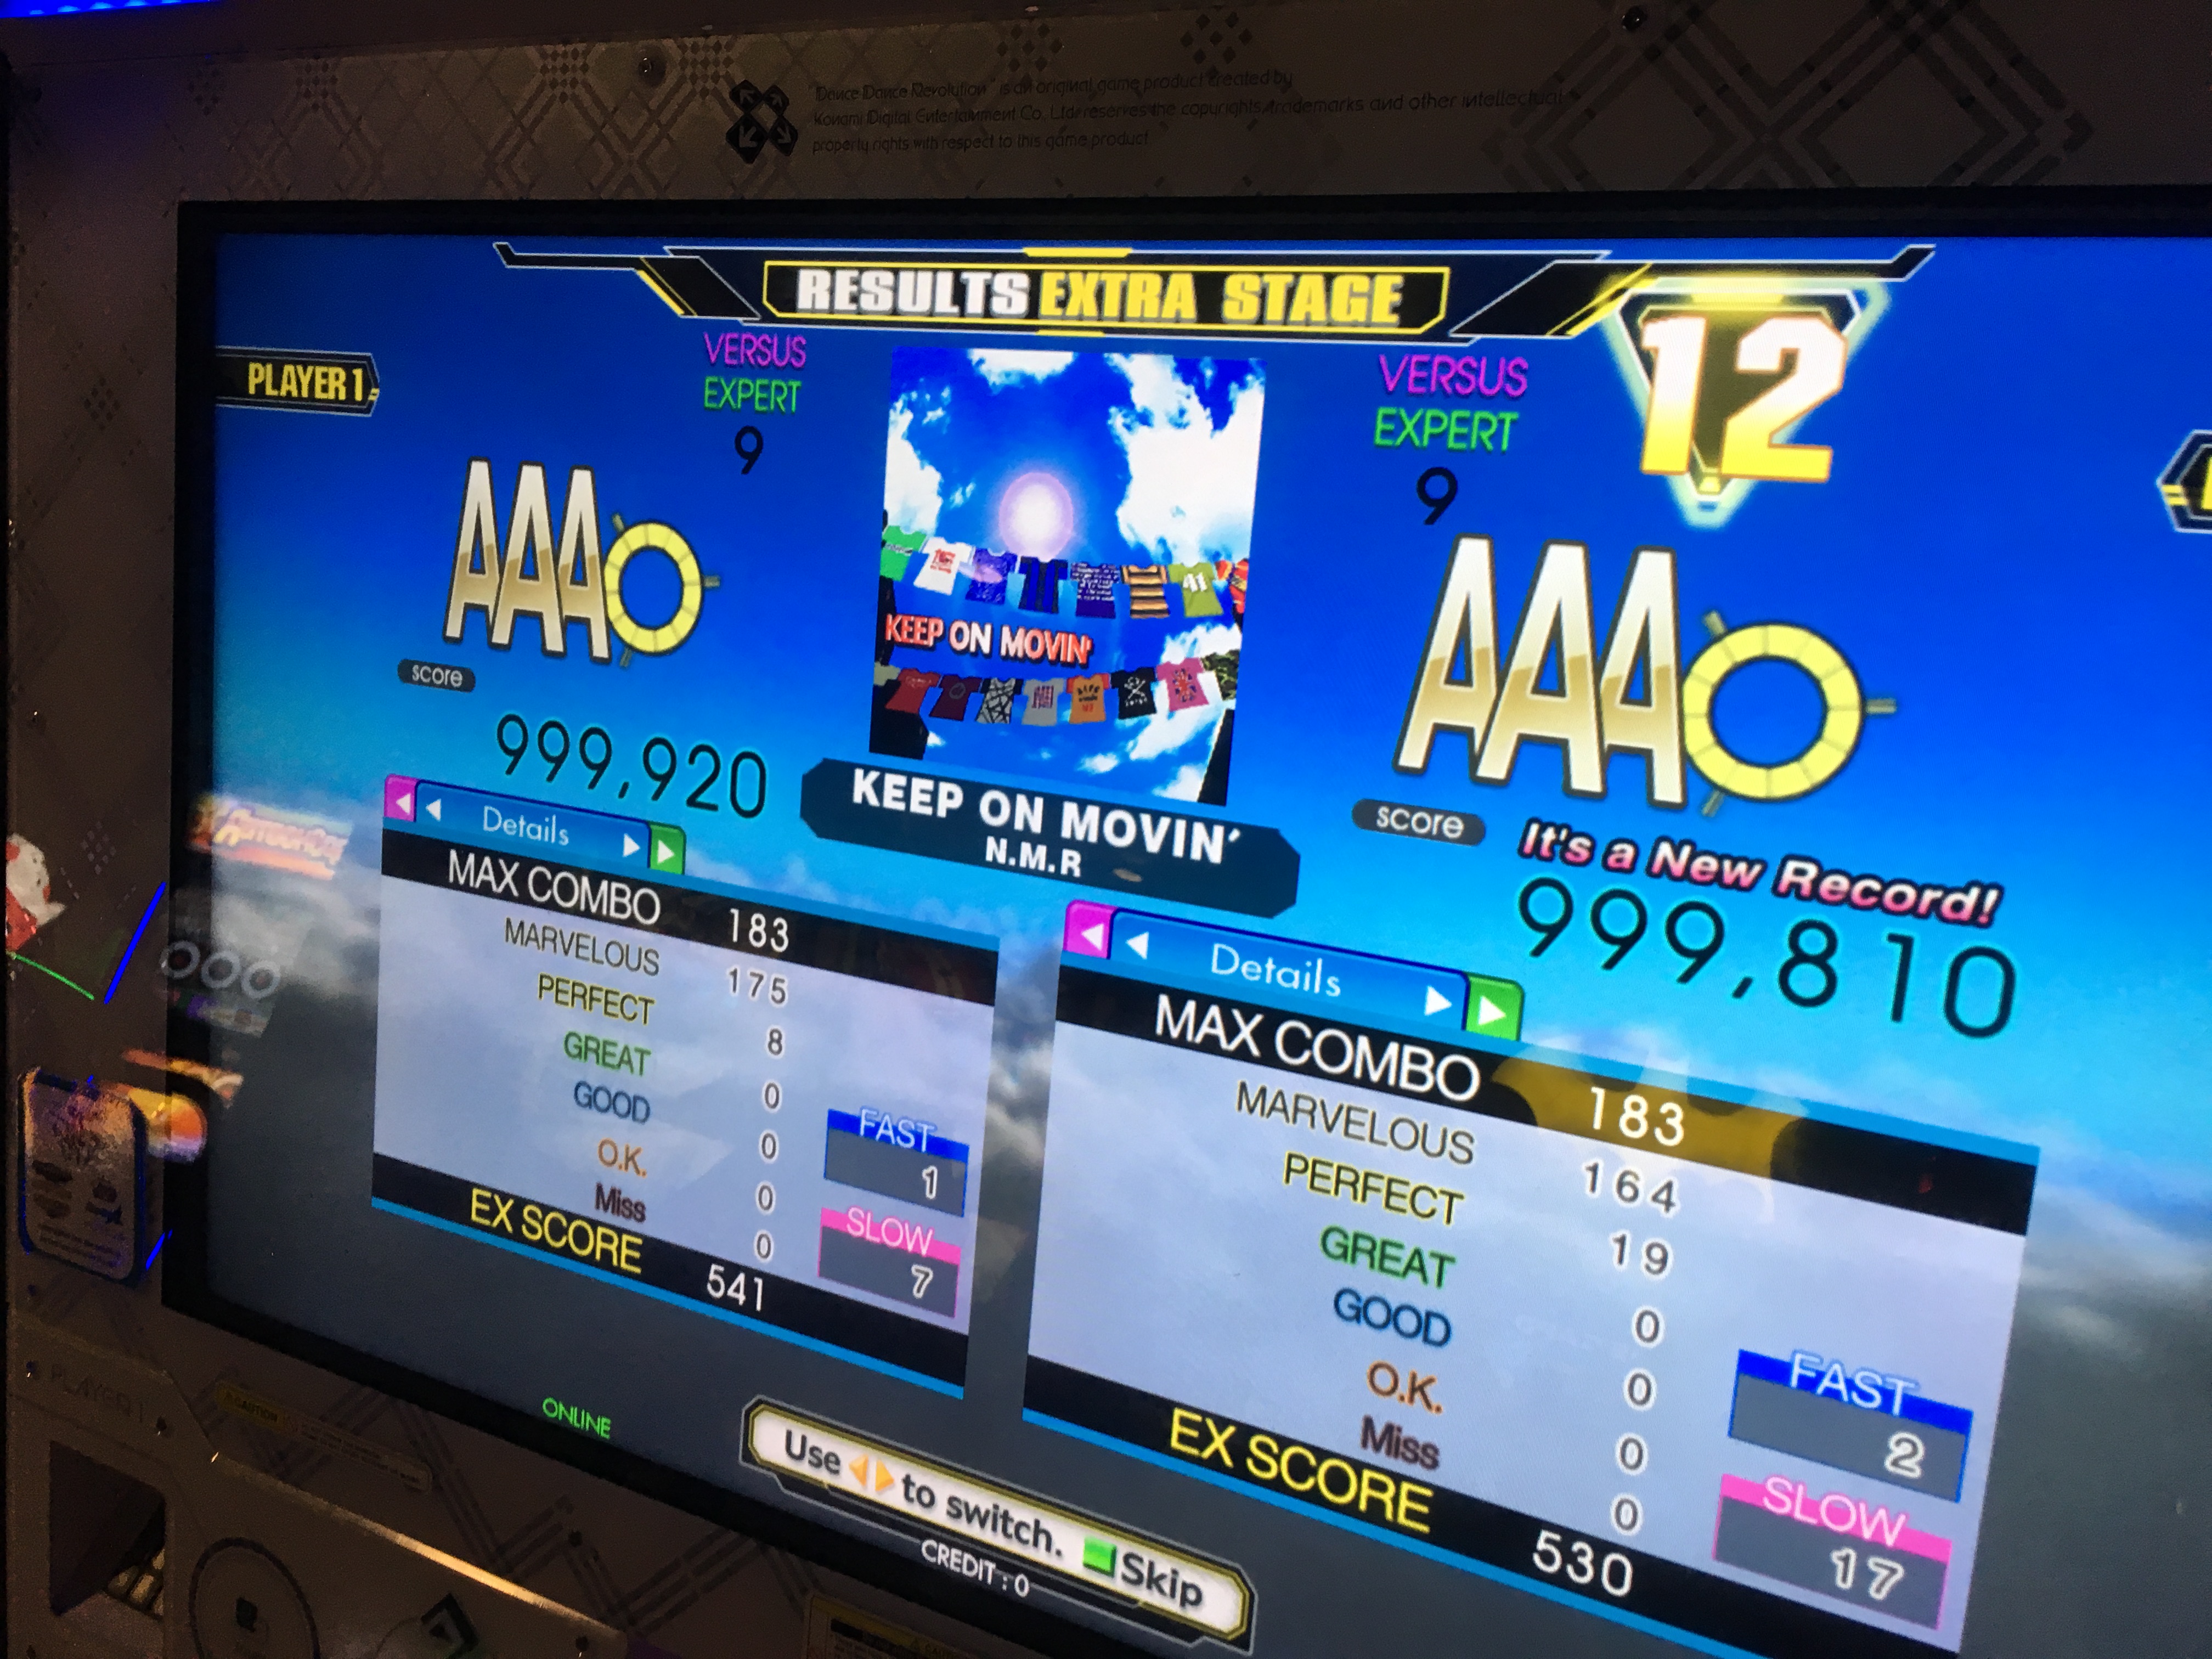 "Dance Dance Revolution" is an original game product created by
Konami Digital Entertainment Co., Ltd. reserves the copyrights, trademarks and other intellectual
property rights with respect to this game product.
RESULTS EXTRA STAGE
12
PLAYER 1
VERSUS
EXPERT
9
AAA
score
999,920
41
KEEP ON MOVIN'
KEEP ON MOVIN'
N.M.R
VERSUS
EXPERT
9
AAA
score
It's a New Record!
999,810
Details
MAX COMBO 183
MARVELOUS 175
PERFECT 8
GREAT 0
GOOD 0
O.K. 0
Miss 0
EX SCORE 541
FAST
1
SLOW
7
Details
MAX COMBO 183
MARVELOUS 164
PERFECT 19
GREAT 0
GOOD 0
O.K. 0
Miss 0
EX SCORE 530
FAST
2
SLOW
17
000
ONLINE
Use to switch. Skip
CREDIT : 0
PLAYER 1
CAUTION